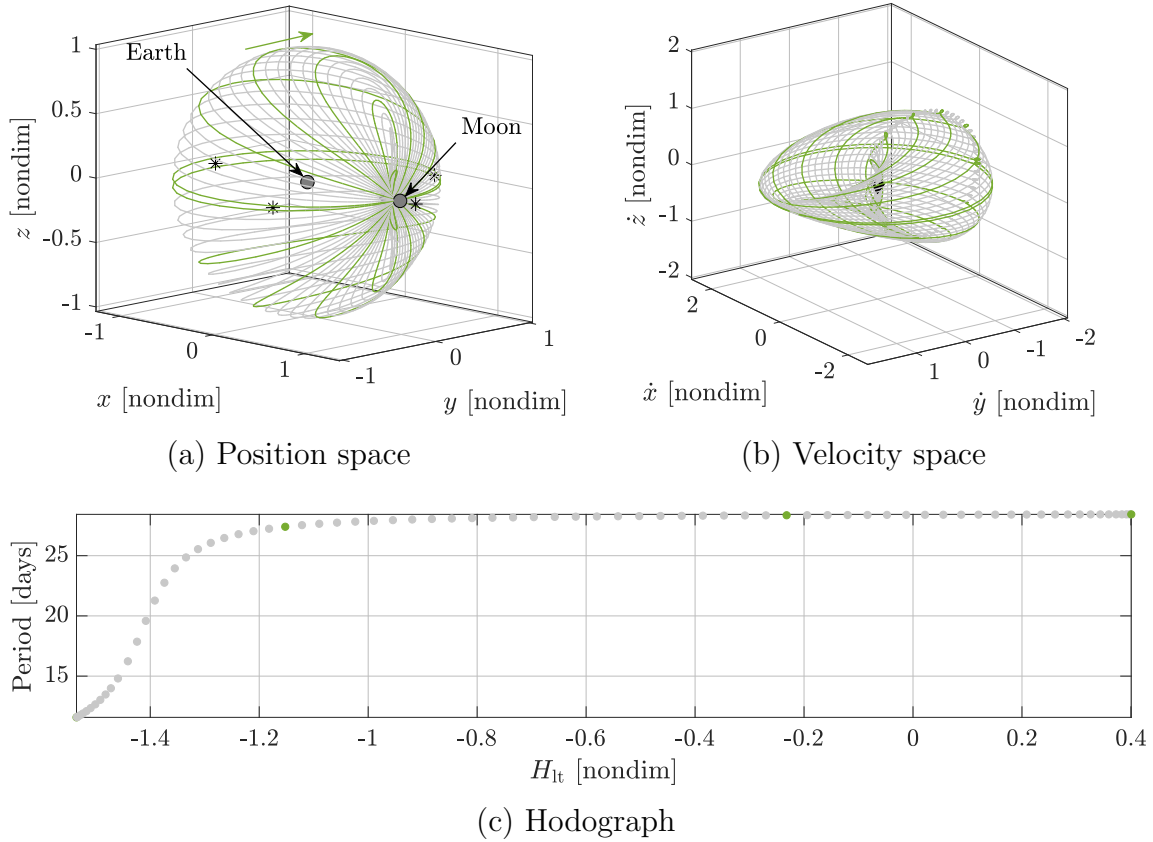 1
0.5
0
-0.5
-1
z [nondim]
Earth
Moon
-1
0
1
x [nondim]
-1
0
1
y [nondim]
(a) Position space
2
1
0
-1
-2
ż [nondim]
2
0
-2
ẋ [nondim]
1
0
-1
-2
ẏ [nondim]
(b) Velocity space
25
20
15
Period [days]
-1.4 -1.2 -1 -0.8 -0.6 -0.4 -0.2 0 0.2 0.4
H_lt [nondim]
(c) Hodograph